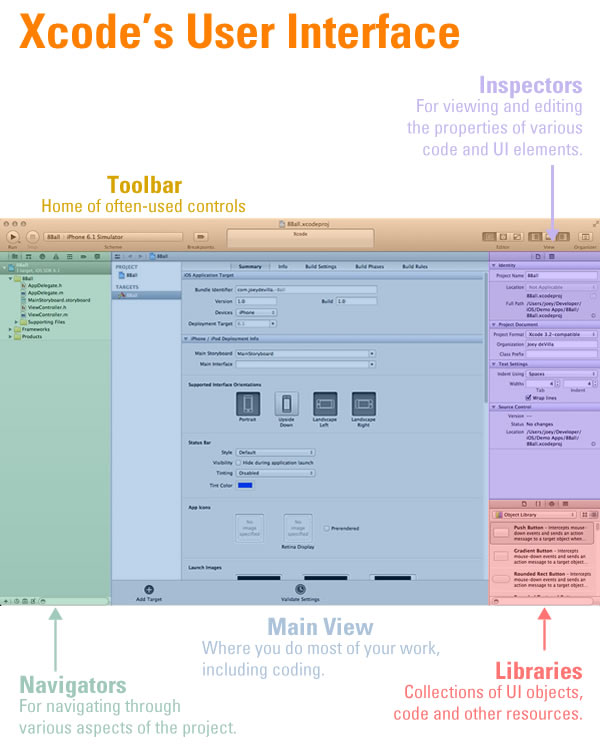 Xcode's User Interface
Inspectors
For viewing and editing
the properties of various
code and UI elements.
Toolbar
Home of often-used controls
8Ball.xcodeproj
8Ball iPhone 6.1 Simulator
Xcode
Run Stop Scheme Breakpoints Editor View Organizer
8Ball
1 target, iOS SDK 6.1
8Ball
AppDelegate.h
AppDelegate.m
MainStoryboard.storyboard
ViewController.h
ViewController.m
Supporting Files
Frameworks
Products
8Ball
PROJECT
8Ball
TARGETS
8Ball
Summary Info Build Settings Build Phases Build Rules
iOS Application Target
Bundle Identifier com.joeydevilla.8Ball
Version 1.0 Build 1.0
Devices iPhone
Deployment Target 6.1
iPhone / iPod Deployment Info
Main Storyboard MainStoryboard
Main Interface
Supported Interface Orientations
Portrait
Upside
Down
Landscape
Left
Landscape
Right
Status Bar
Style Default
Visibility Hide during application launch
Tinting Disabled
Tint Color
App Icons
No
image
specified
No
image
specified
Prerendered
Retina Display
Launch Images
Add Target Validate Settings
Identity
Project Name 8Ball
Location Not Applicable
8Ball.xcodeproj
Full Path /Users/joey/Developer/
iOS/Demo Apps/8Ball/
8Ball.xcodeproj
Project Document
Project Format Xcode 3.2-compatible
Organization Joey deVilla
Class Prefix
Text Settings
Indent Using Spaces
Widths 4 4
Tab Indent
Wrap lines
Source Control
Version --
Status No changes
Location /Users/joey/Developer/
iOS/Demo Apps/8Ball/
8Ball.xcodeproj
Object Library
Push Button - Intercepts mouse-
down events and sends an action
message to a target object when...
Gradient Button - Intercepts
mouse-down events and sends an
action message to a target object...
Rounded Rect Button - Intercepts
mouse-down events and sends an
action message to a target object...
Main View
Where you do most of your work,
including coding.
Navigators
For navigating through
various aspects of the project.
Libraries
Collections of UI objects,
code and other resources.